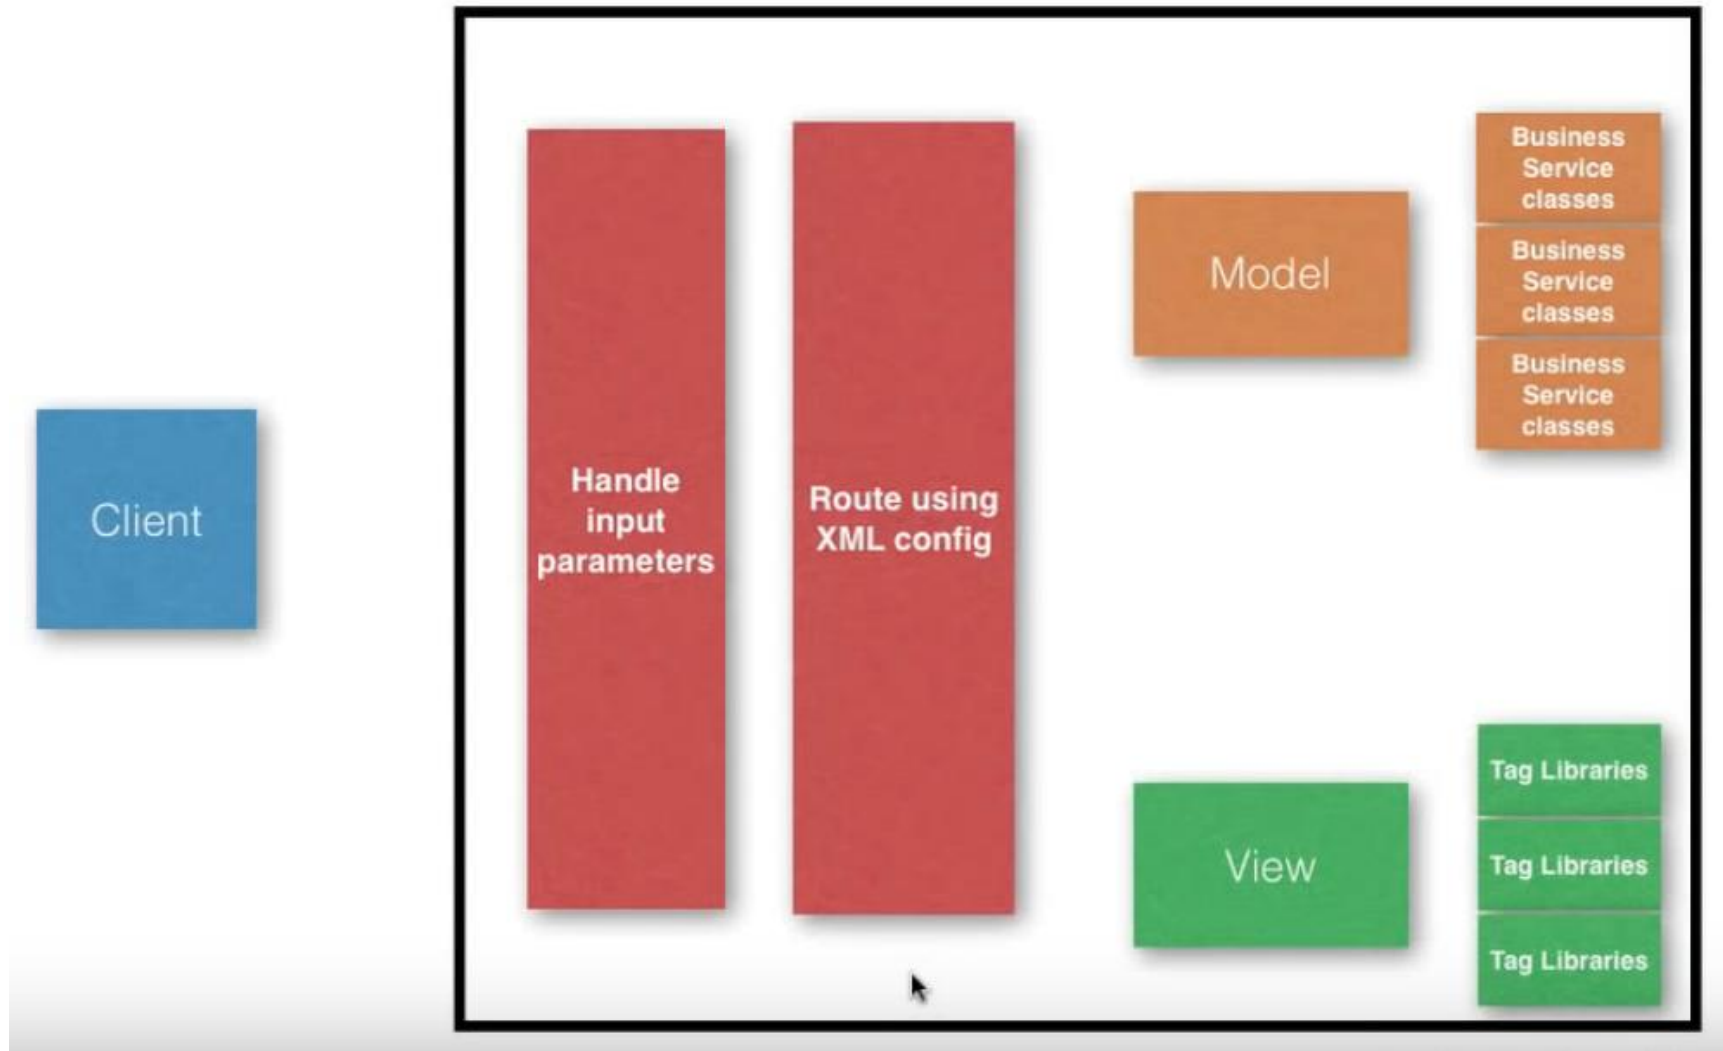 Client
Handle
input
parameters
Route using
XML config
Model
Business
Service
classes
Business
Service
classes
Business
Service
classes
View
Tag Libraries
Tag Libraries
Tag Libraries